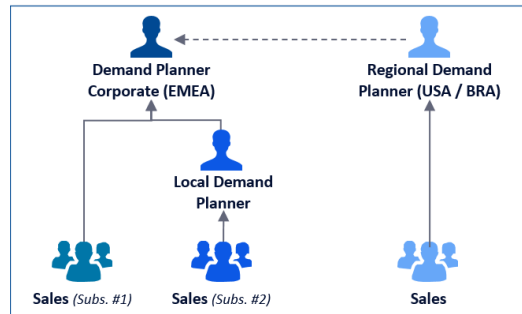 Demand Planner
Corporate (EMEA)
Regional Demand
Planner (USA / BRA)
Local Demand
Planner
Sales (Subs. #1)
Sales (Subs. #2)
Sales